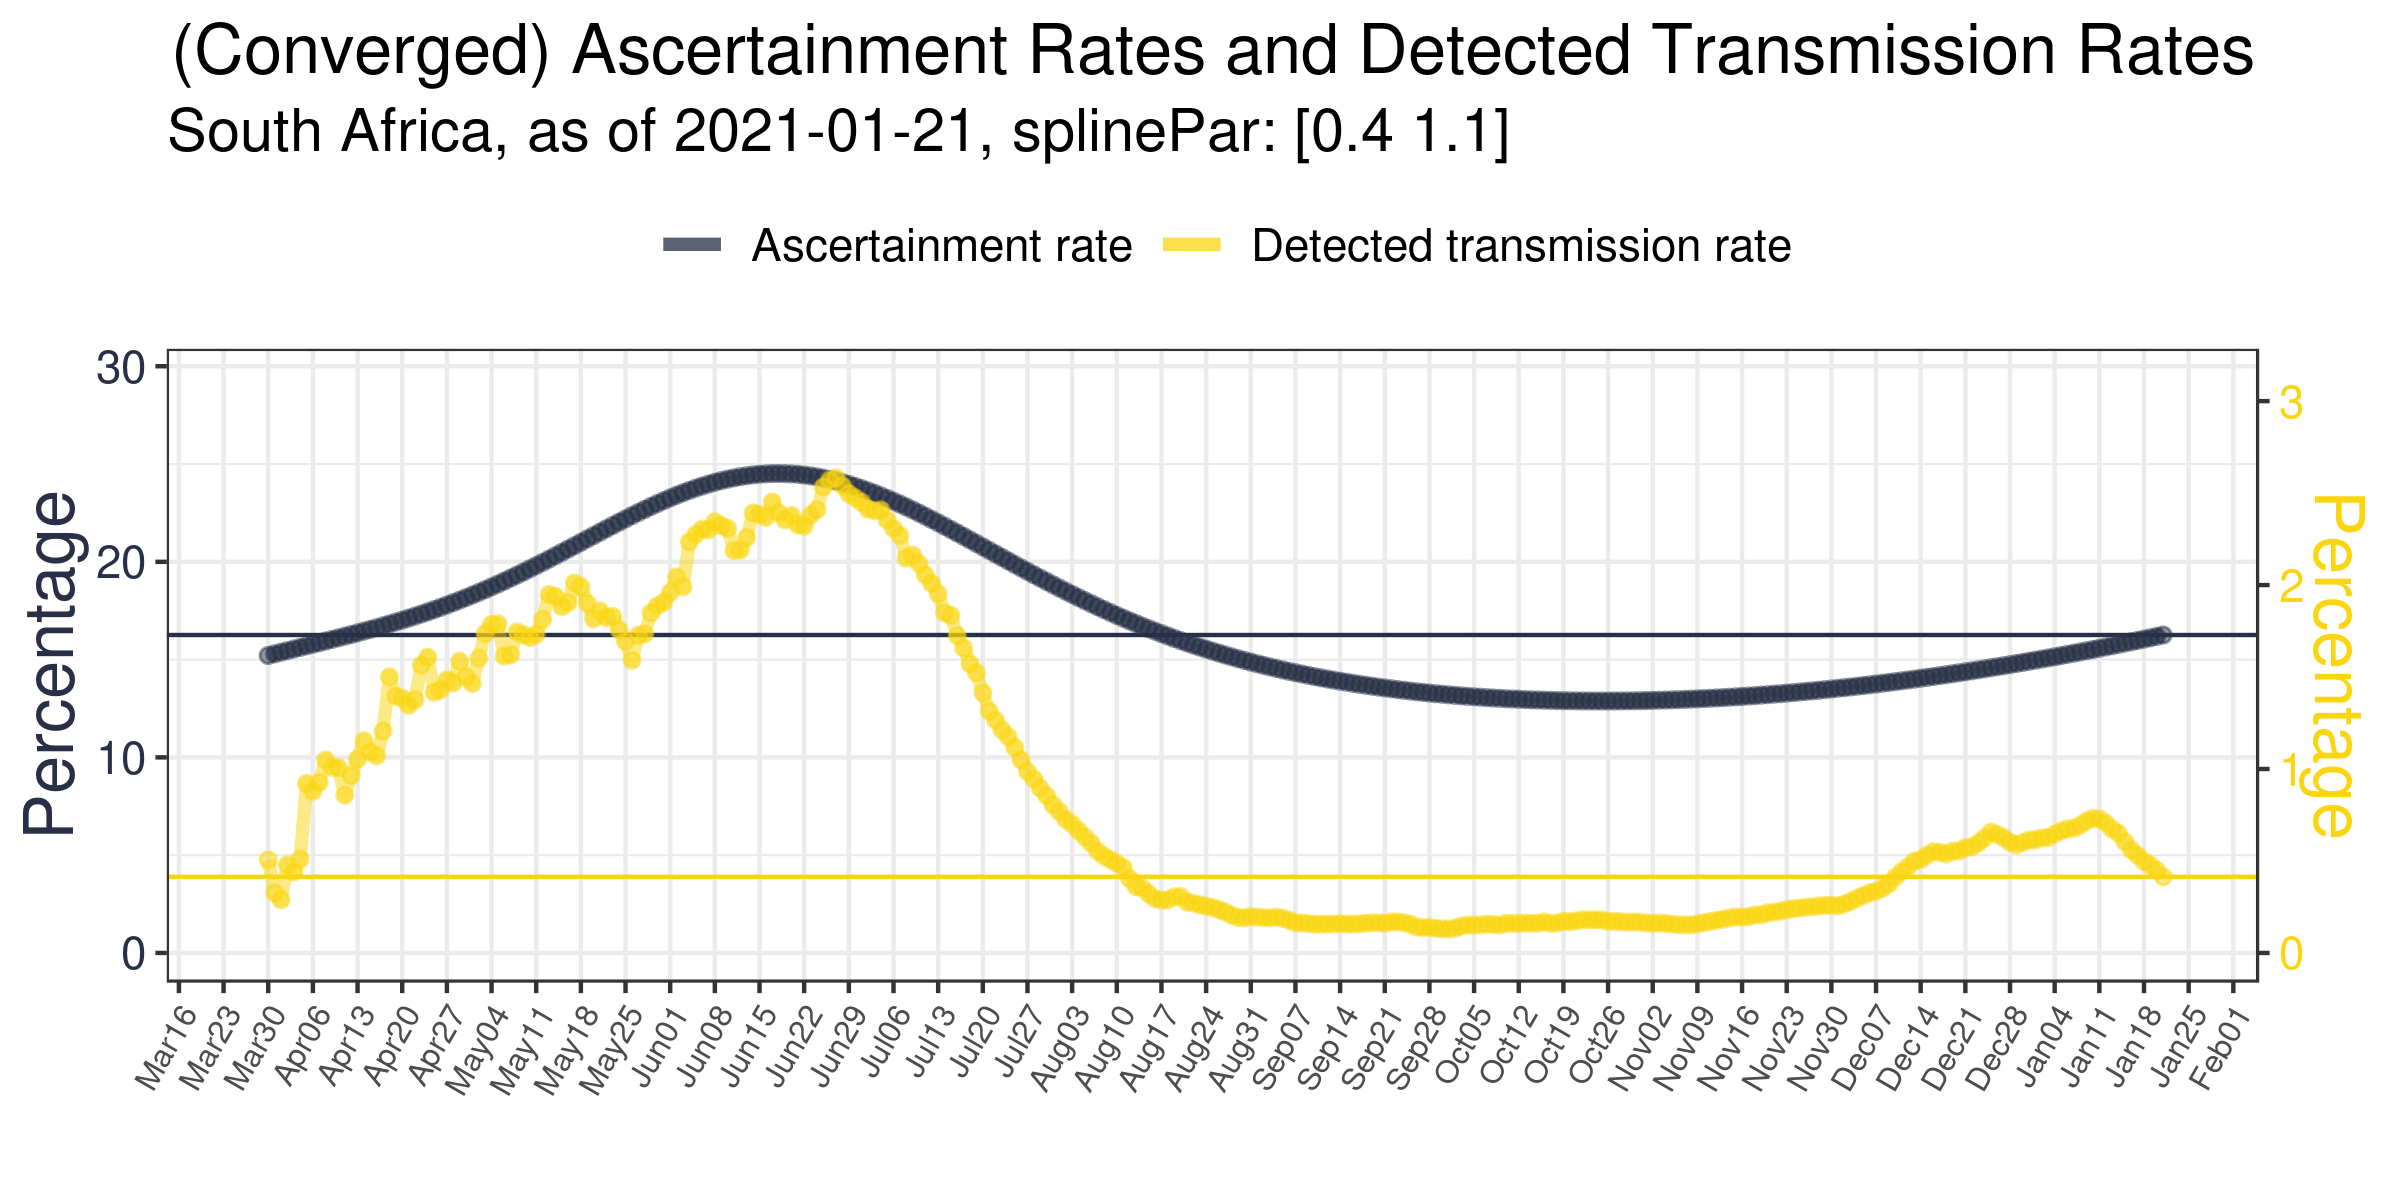 (Converged) Ascertainment Rates and Detected Transmission Rates
South Africa, as of 2021-01-21, splinePar: [0.4 1.1]
Ascertainment rate Detected transmission rate
Percentage
30
20
10
0
3
2
1
0
Percentage
Mar16 Mar23 Mar30 Apr06 Apr13 Apr20 Apr27 May04 May11 May18 May25 Jun01 Jun08 Jun15 Jun22 Jun29 Jul06 Jul13 Jul20 Jul27 Aug03 Aug10 Aug17 Aug24 Aug31 Sep07 Sep14 Sep21 Sep28 Oct05 Oct12 Oct19 Oct26 Nov02 Nov09 Nov16 Nov23 Nov30 Dec07 Dec14 Dec21 Dec28 Jan04 Jan11 Jan18 Jan25 Feb01